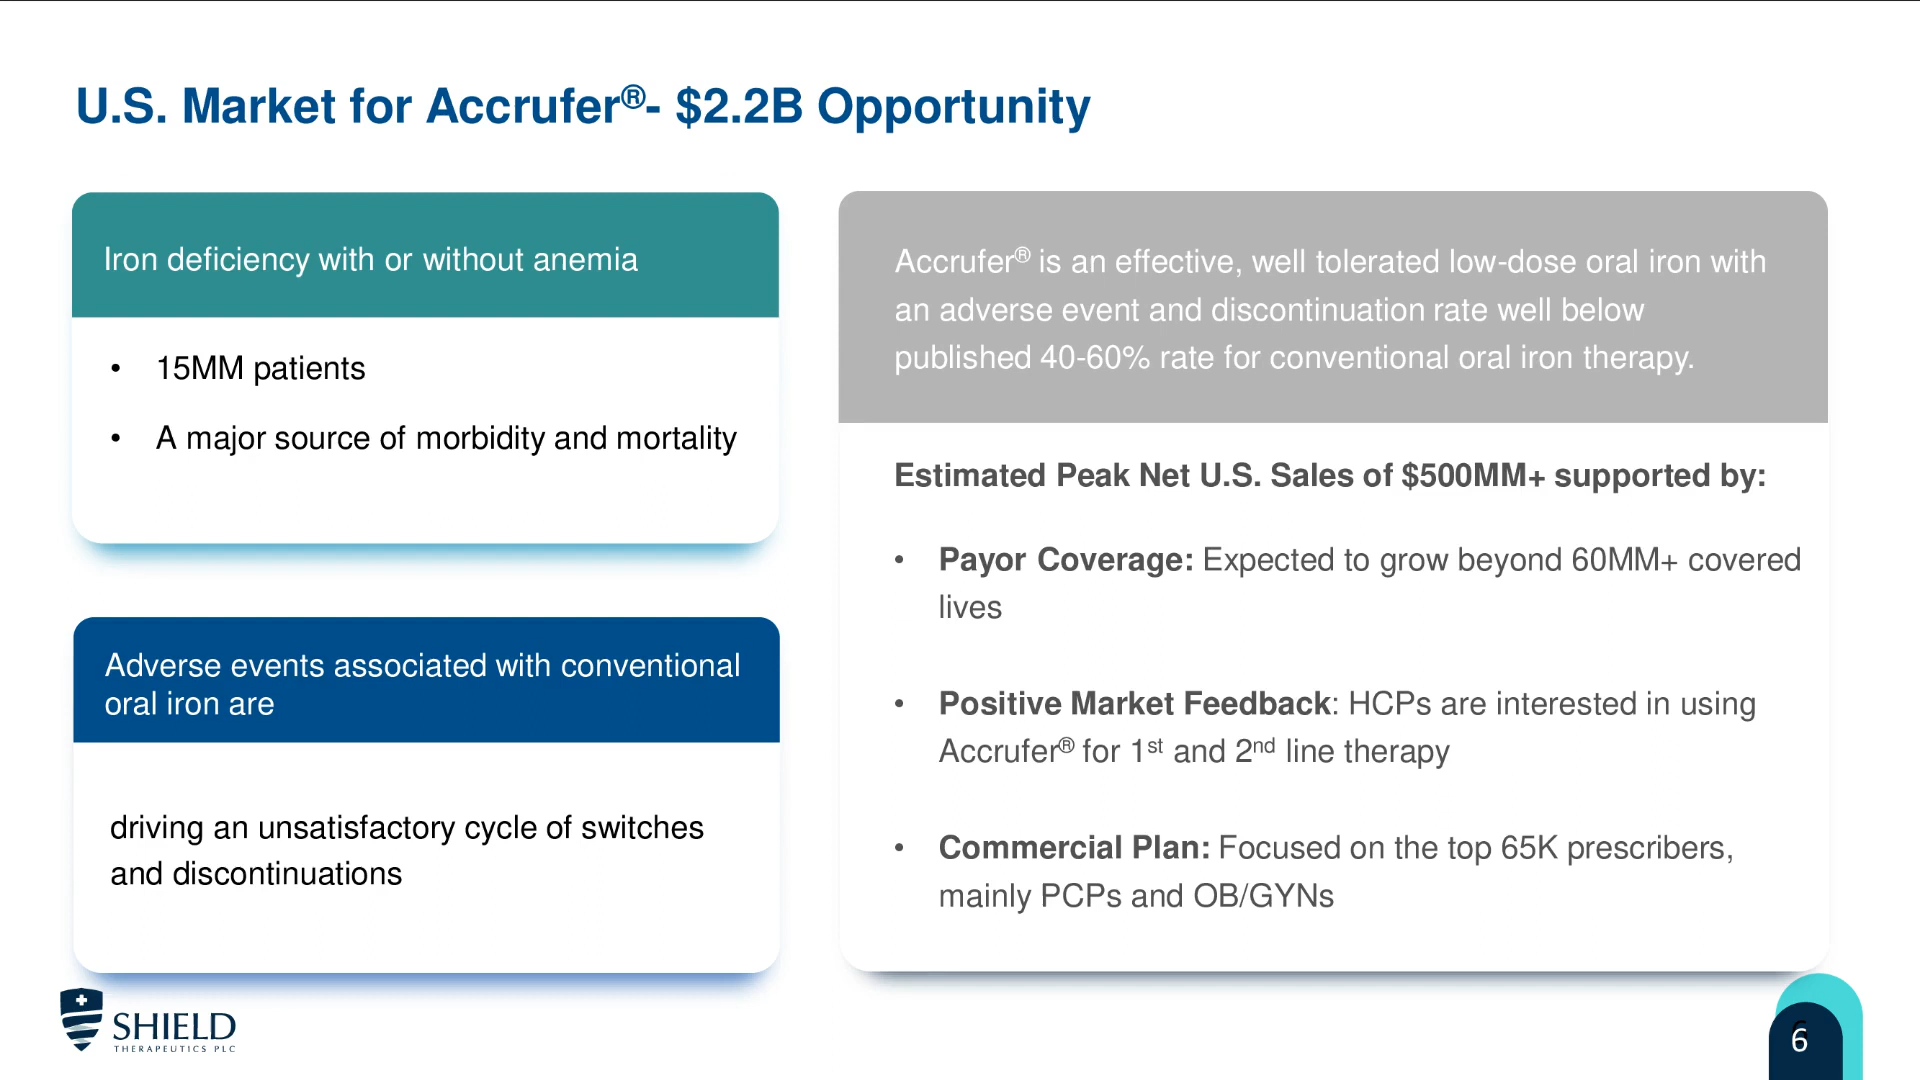 U.S. Market for Accrufer®- $2.2B Opportunity
Iron deficiency with or without anemia
• 15MM patients
• A major source of morbidity and mortality
Adverse events associated with conventional
oral iron are
driving an unsatisfactory cycle of switches
and discontinuations
Accrufer® is an effective, well tolerated low-dose oral iron with
an adverse event and discontinuation rate well below
published 40-60% rate for conventional oral iron therapy.
Estimated Peak Net U.S. Sales of $500MM+ supported by:
• Payor Coverage: Expected to grow beyond 60MM+ covered
lives
• Positive Market Feedback: HCPs are interested in using
Accrufer® for 1st and 2nd line therapy
• Commercial Plan: Focused on the top 65K prescribers,
mainly PCPs and OB/GYNs
SHIELD
THERAPEUTICS PLC
6